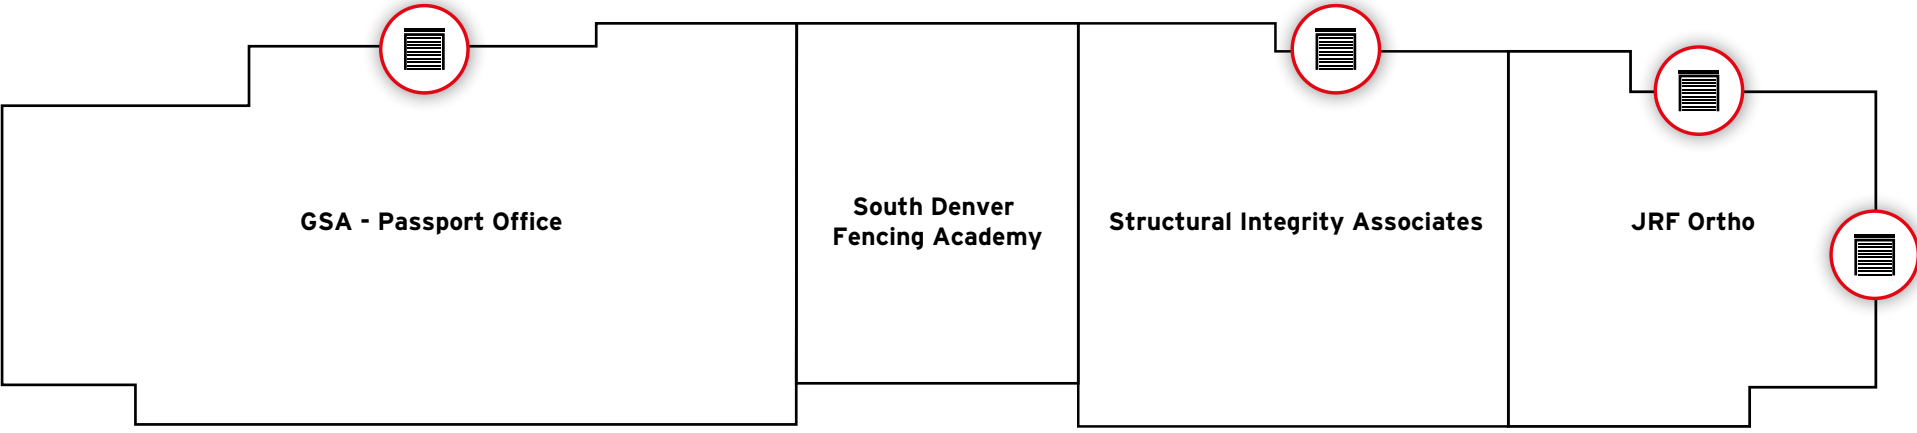 GSA - Passport Office
South Denver
Fencing Academy
Structural Integrity Associates
JRF Ortho